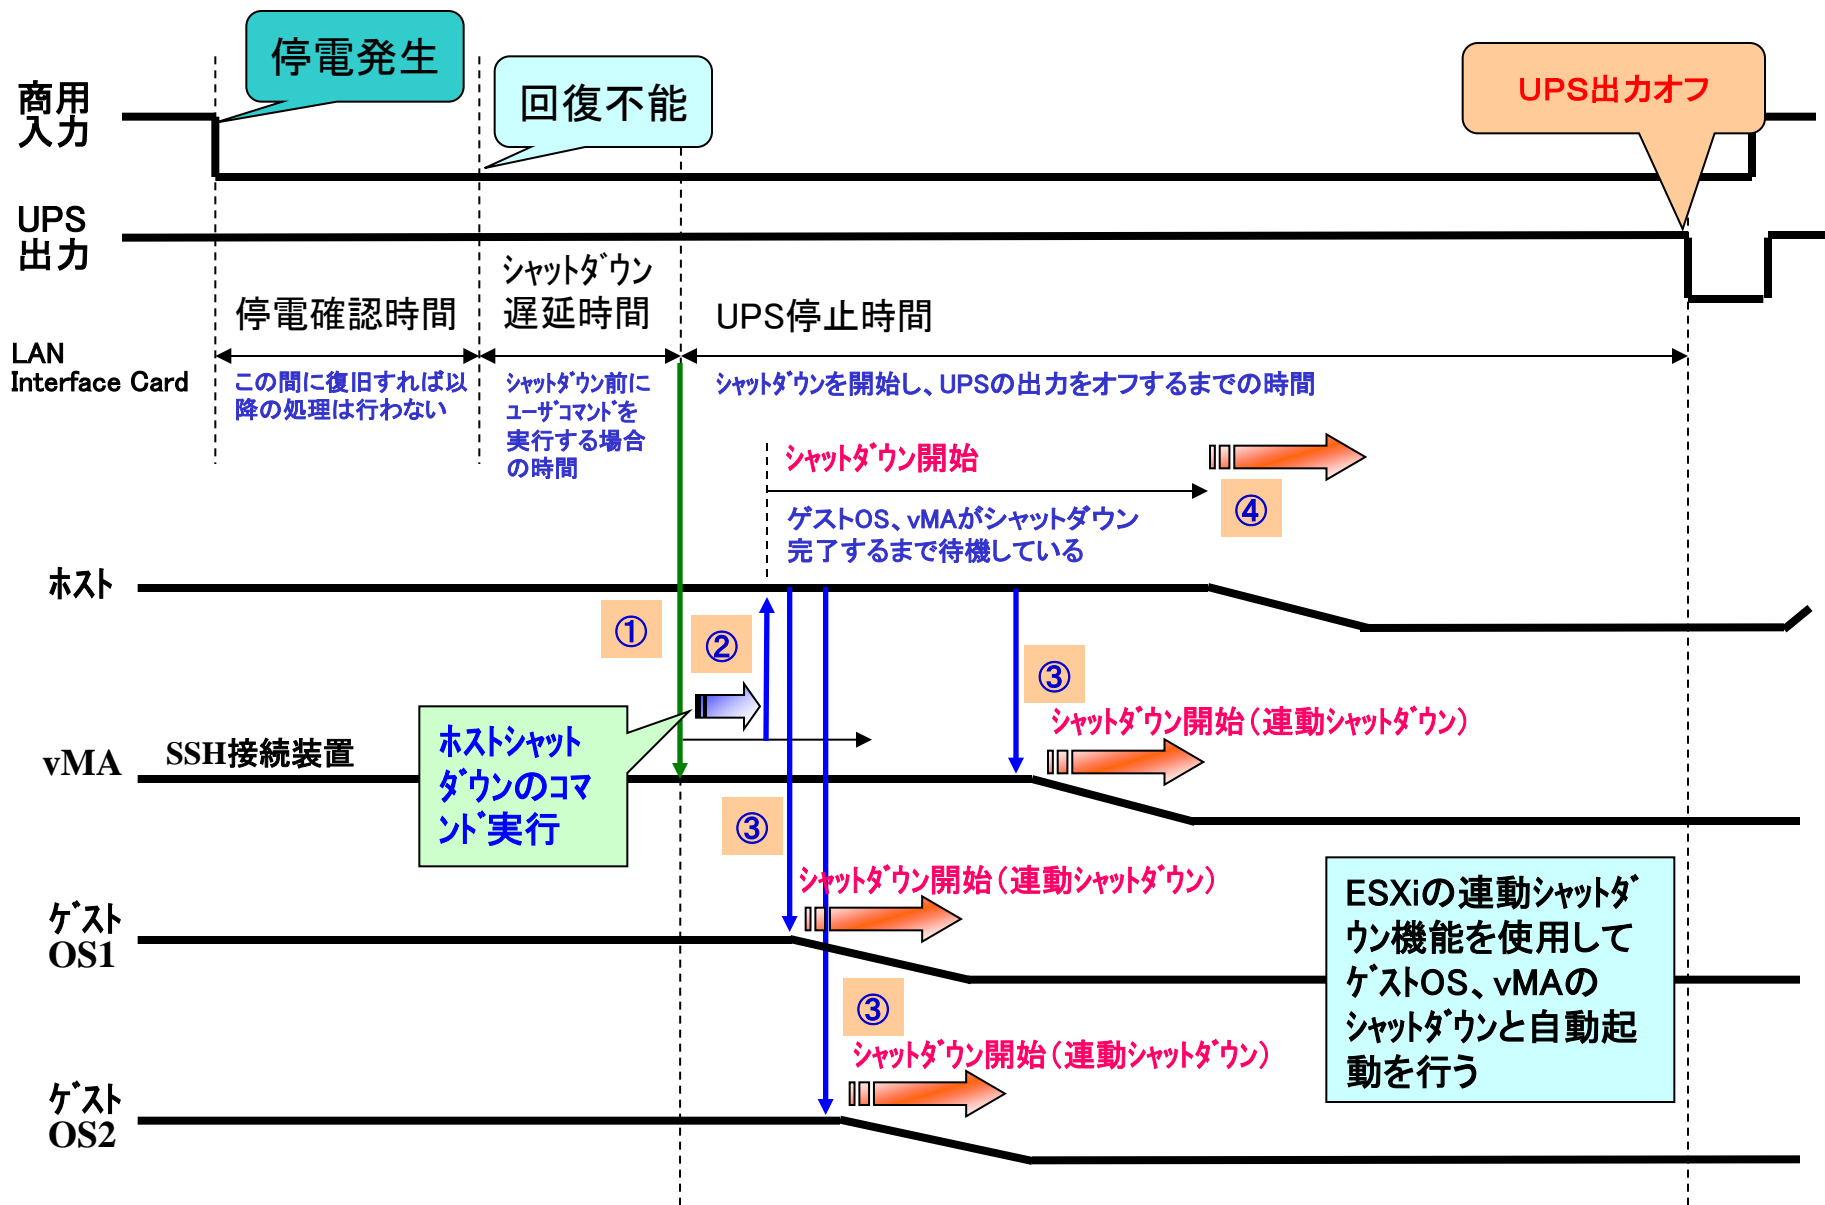 停電発生
回復不能
UPS出力オフ
商用
入力
UPS
出力
シャットダウン
遅延時間
停電確認時間
UPS停止時間
LAN
Interface Card
この間に復旧すれば以
降の処理は行わない
シャットダウン前に
ユーザコマンドを
実行する場合
の時間
シャットダウンを開始し、UPSの出力をオフするまでの時間
シャットダウン開始
④
ゲストOS、vMAがシャットダウン
完了するまで待機している
ホスト
①
②
③
シャットダウン開始（連動シャットダウン）
vMA
SSH接続装置
ホストシャット
ダウンのコマ
ンド実行
③
シャットダウン開始（連動シャットダウン）
ゲスト
OS1
ESXiの連動シャットダ
ウン機能を使用して
ゲストOS、vMAの
シャットダウンと自動起
動を行う
③
シャットダウン開始（連動シャットダウン）
ゲスト
OS2